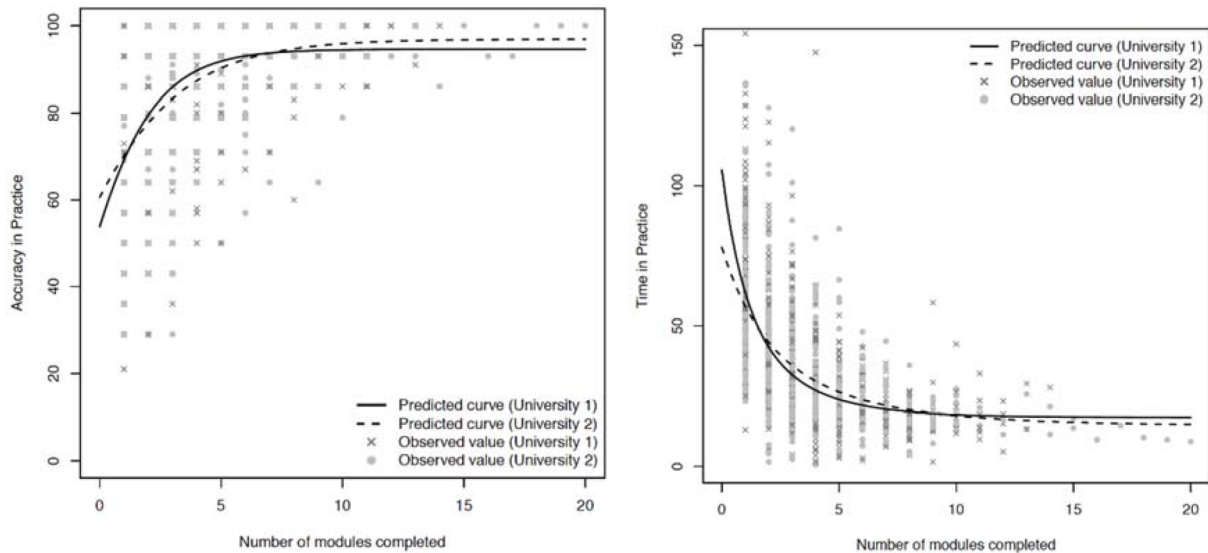 100
80
60
40
20
0
Accuracy in Practice
Predicted curve (University 1)
Predicted curve (University 2)
Observed value (University 1)
Observed value (University 2)
0 5 10 15 20
Number of modules completed
150
100
50
0
Time in Practice
Predicted curve (University 1)
Predicted curve (University 2)
Observed value (University 1)
Observed value (University 2)
0 5 10 15 20
Number of modules completed